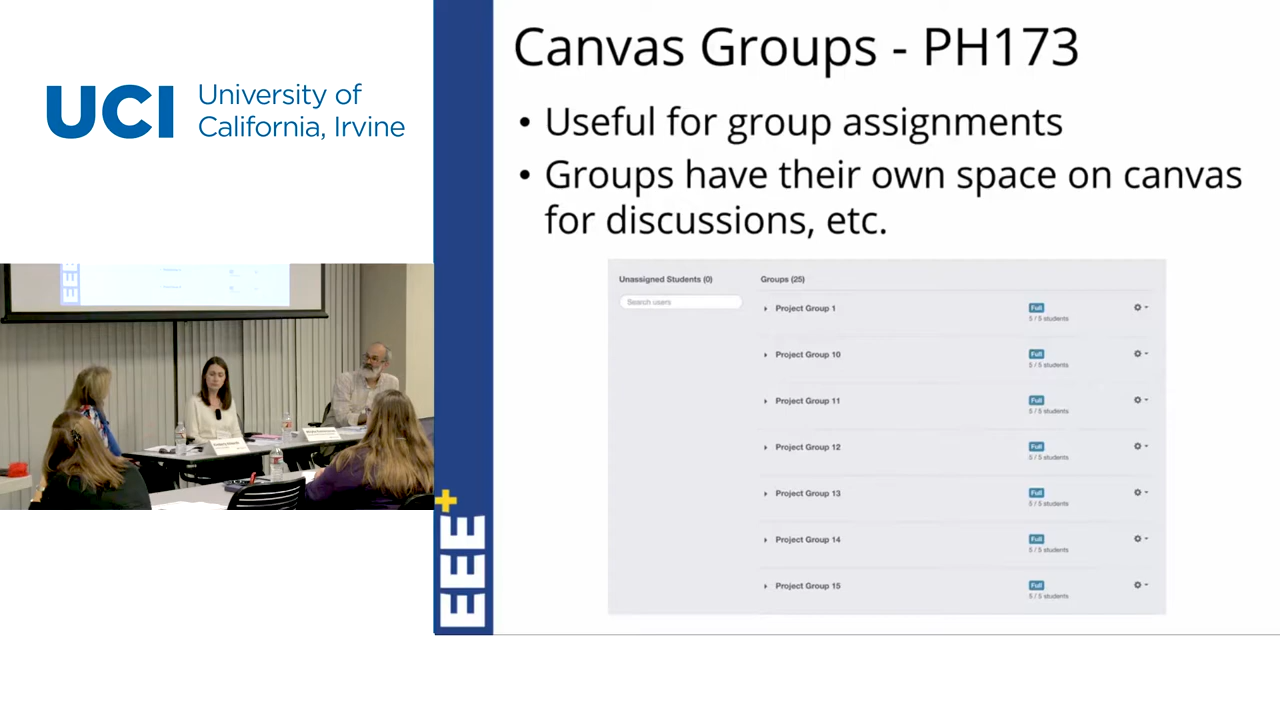 UCI
University of
California, Irvine
Canvas Groups - PH173
• Useful for group assignments
• Groups have their own space on canvas
for discussions, etc.
Unassigned Students (0)
Search users
Groups (25)
Project Group 1
Full
5 / 5 students
Project Group 10
Full
5 / 5 students
Project Group 11
Full
5 / 5 students
Project Group 12
Full
5 / 5 students
Project Group 13
Full
5 / 5 students
Project Group 14
Full
5 / 5 students
Project Group 15
Full
5 / 5 students
EEE+
EEE